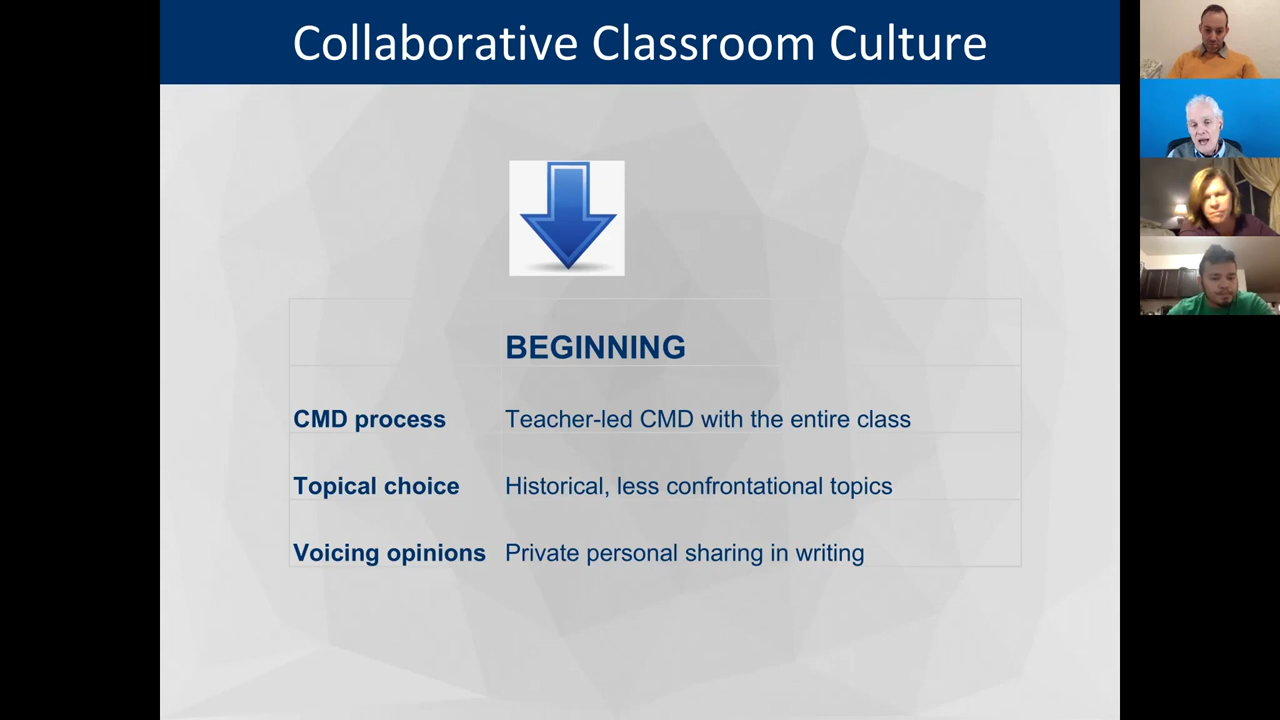 Collaborative Classroom Culture
BEGINNING
CMD process Teacher-led CMD with the entire class
Topical choice Historical, less confrontational topics
Voicing opinions Private personal sharing in writing